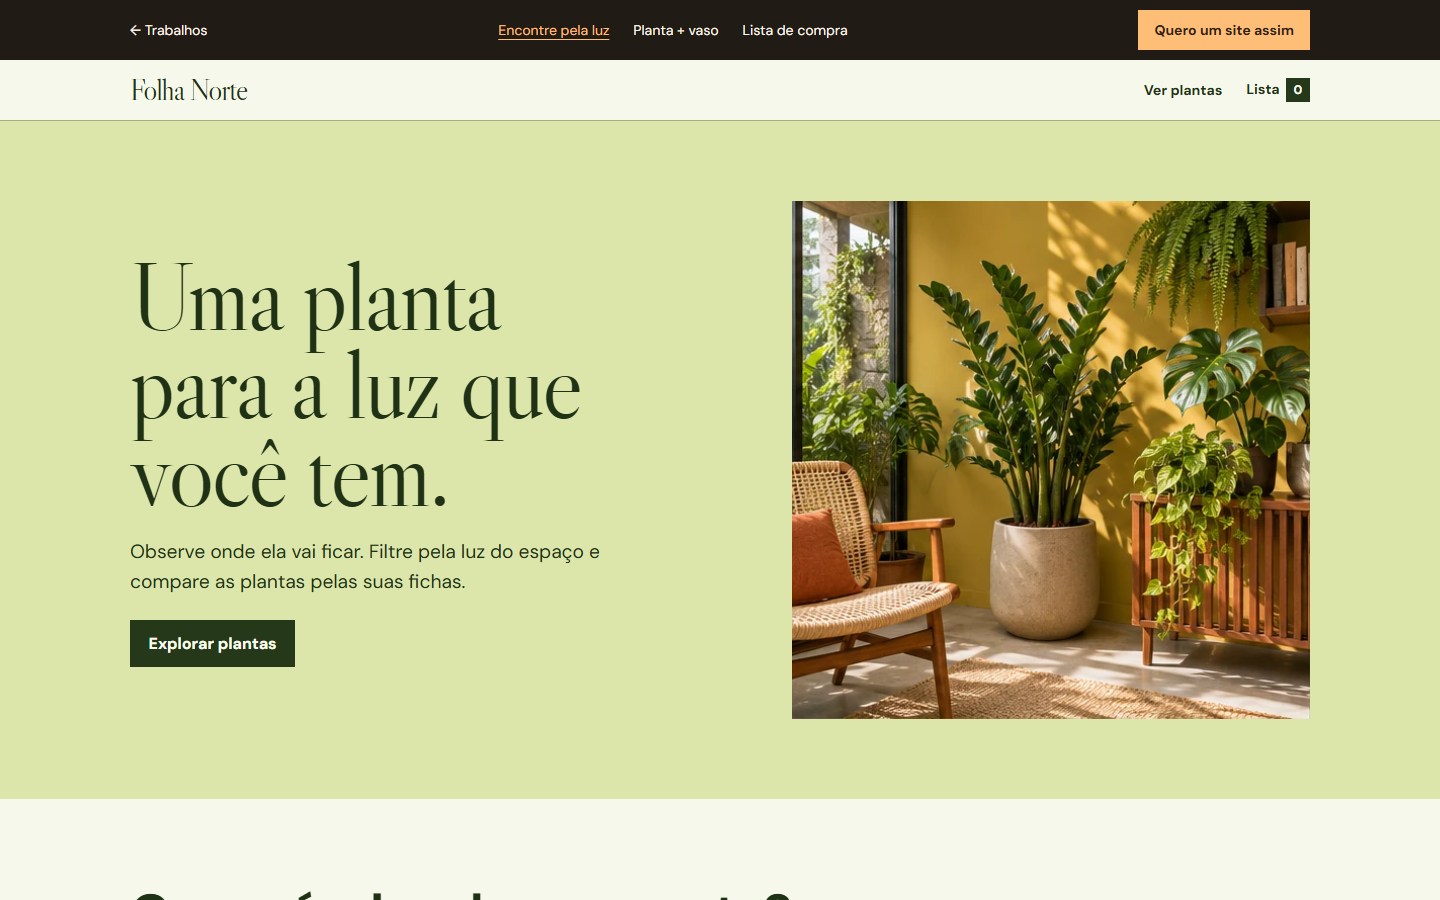 ← Trabalhos
Encontre pela luz
Planta + vaso
Lista de compra
Quero um site assim
Folha Norte
Ver plantas
Lista 0
Uma planta
para a luz que
você tem.
Observe onde ela vai ficar. Filtre pela luz do espaço e
compare as plantas pelas suas fichas.
Explorar plantas